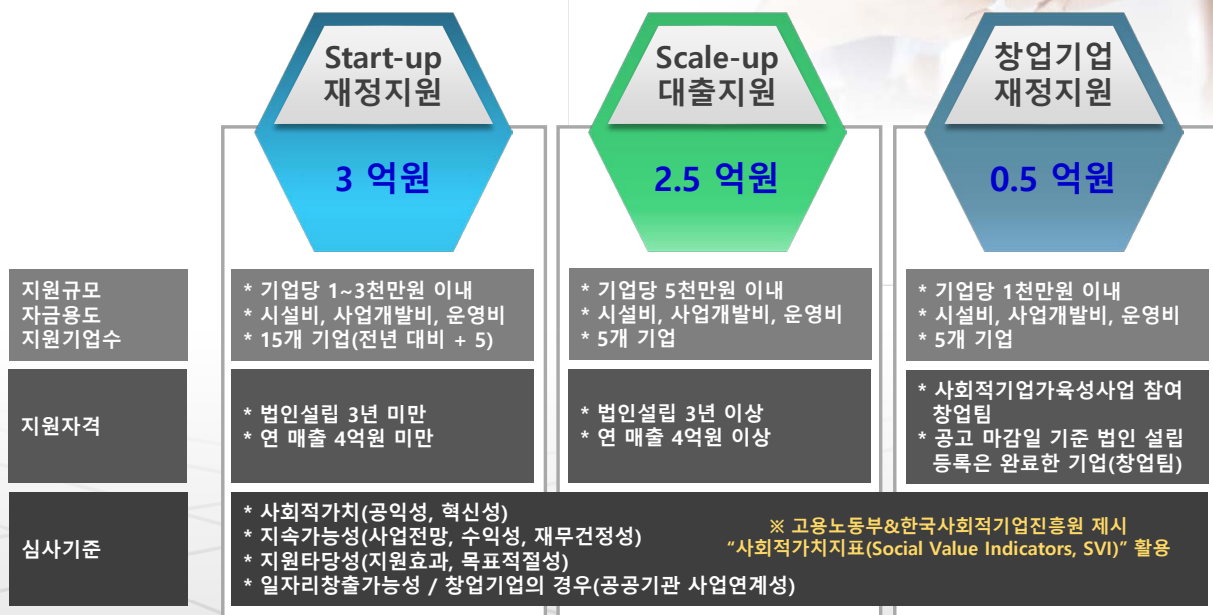 Start-up
재정지원
3 억원
Scale-up
대출지원
2.5 억원
창업기업
재정지원
0.5 억원
지원규모
자금용도
지원기업수
* 기업당 1~3천만원 이내
* 시설비, 사업개발비, 운영비
* 15개 기업(전년 대비 + 5)
* 기업당 5천만원 이내
* 시설비, 사업개발비, 운영비
* 5개 기업
* 기업당 1천만원 이내
* 시설비, 사업개발비, 운영비
* 5개 기업
지원자격
* 법인설립 3년 미만
* 연 매출 4억원 미만
* 법인설립 3년 이상
* 연 매출 4억원 이상
* 사회적기업가육성사업 참여
창업팀
* 공고 마감일 기준 법인 설립
등록은 완료한 기업(창업팀)
심사기준
* 사회적가치(공익성, 혁신성)
* 지속가능성(사업전망, 수익성, 재무건정성)
* 지원타당성(지원효과, 목표적절성)
* 일자리창출가능성 / 창업기업의 경우(공공기관 사업연계성)
※ 고용노동부&한국사회적기업진흥원 제시
“사회적가치지표(Social Value Indicators, SVI)” 활용